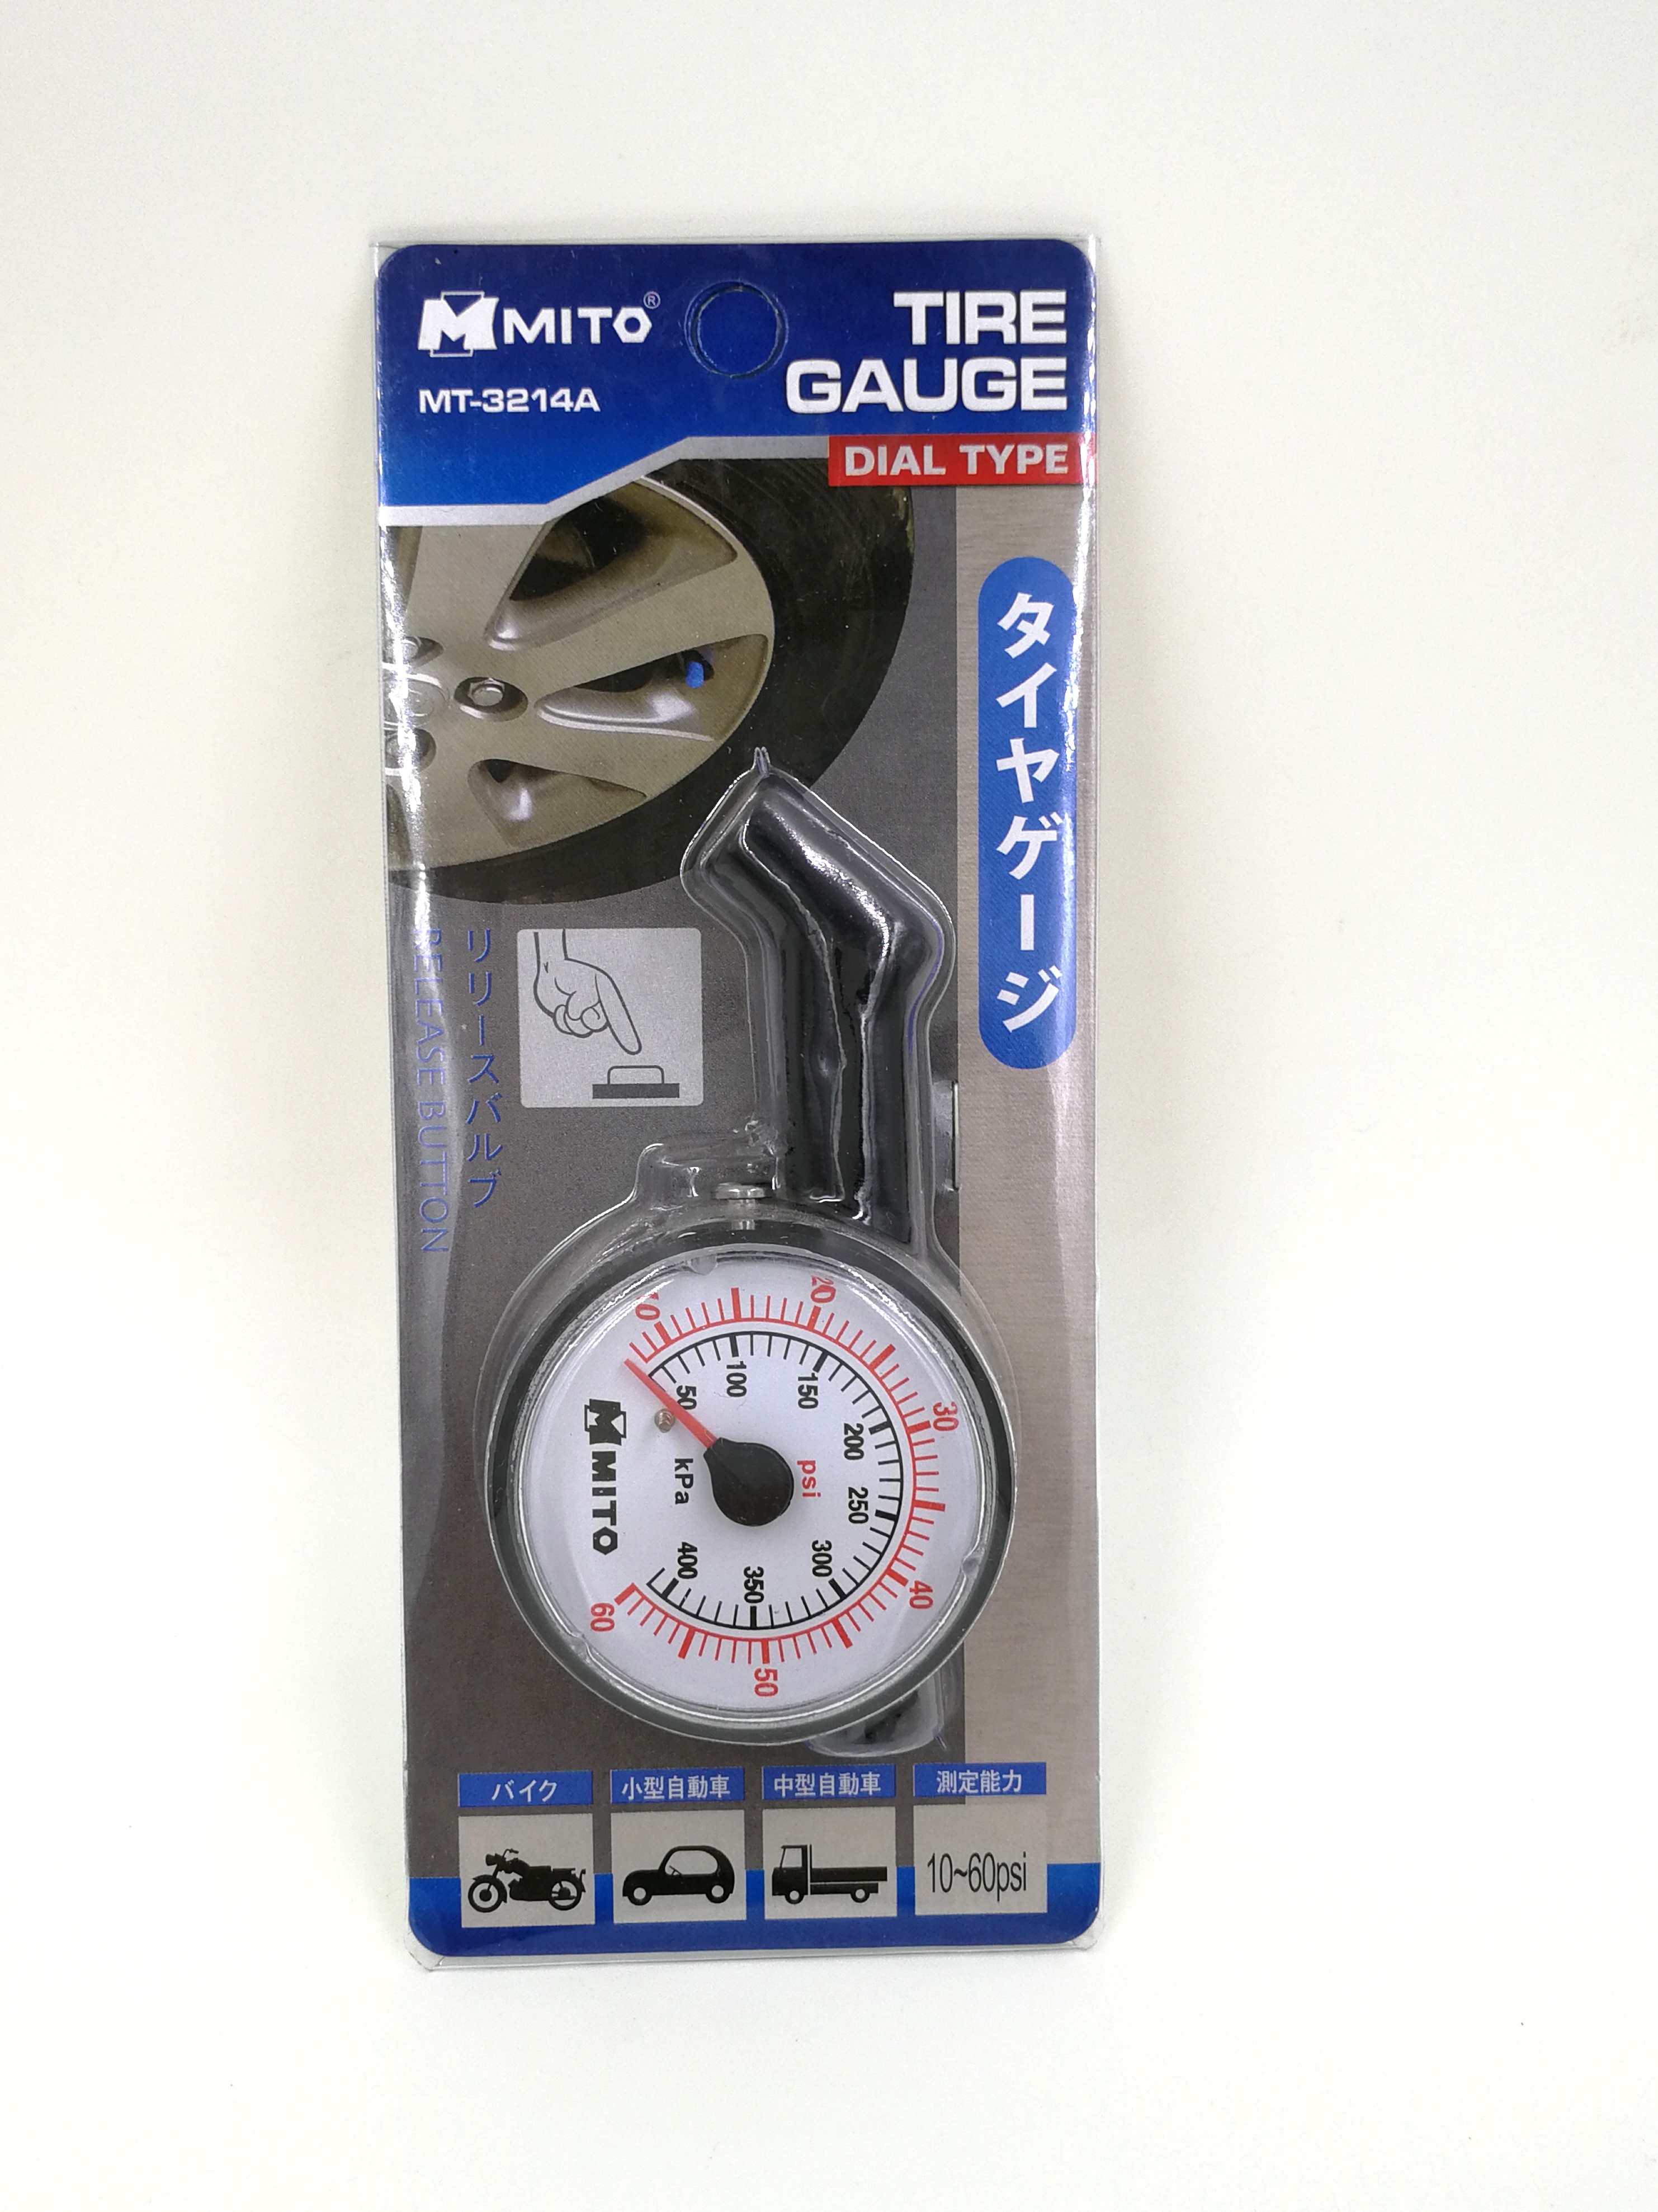 MITO®
MT-3214A
TIRE
GAUGE
DIAL TYPE
タイヤゲージ
リリースバルブ
RELEASE BUTTON
10
20
30
40
50
60
50
100
150
200
250
300
350
400
psi
kPa
MITO
バイク
小型自動車
中型自動車
測定能力
10~60psi